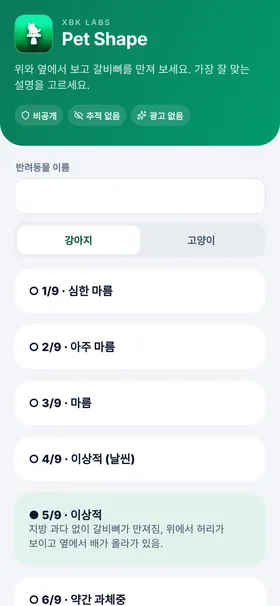 XBK LABS
Pet Shape
위와 옆에서 보고 갈비뼈를 만져 보세요. 가장 잘 맞는
설명을 고르세요.
비공개
추적 없음
광고 없음
반려동물 이름
강아지
고양이
1/9 · 심한 마름
2/9 · 아주 마름
3/9 · 마름
4/9 · 이상적 (날씬)
5/9 · 이상적
지방 과다 없이 갈비뼈가 만져짐, 위에서 허리가
보이고 옆에서 배가 올라가 있음.
6/9 · 약간 과체중